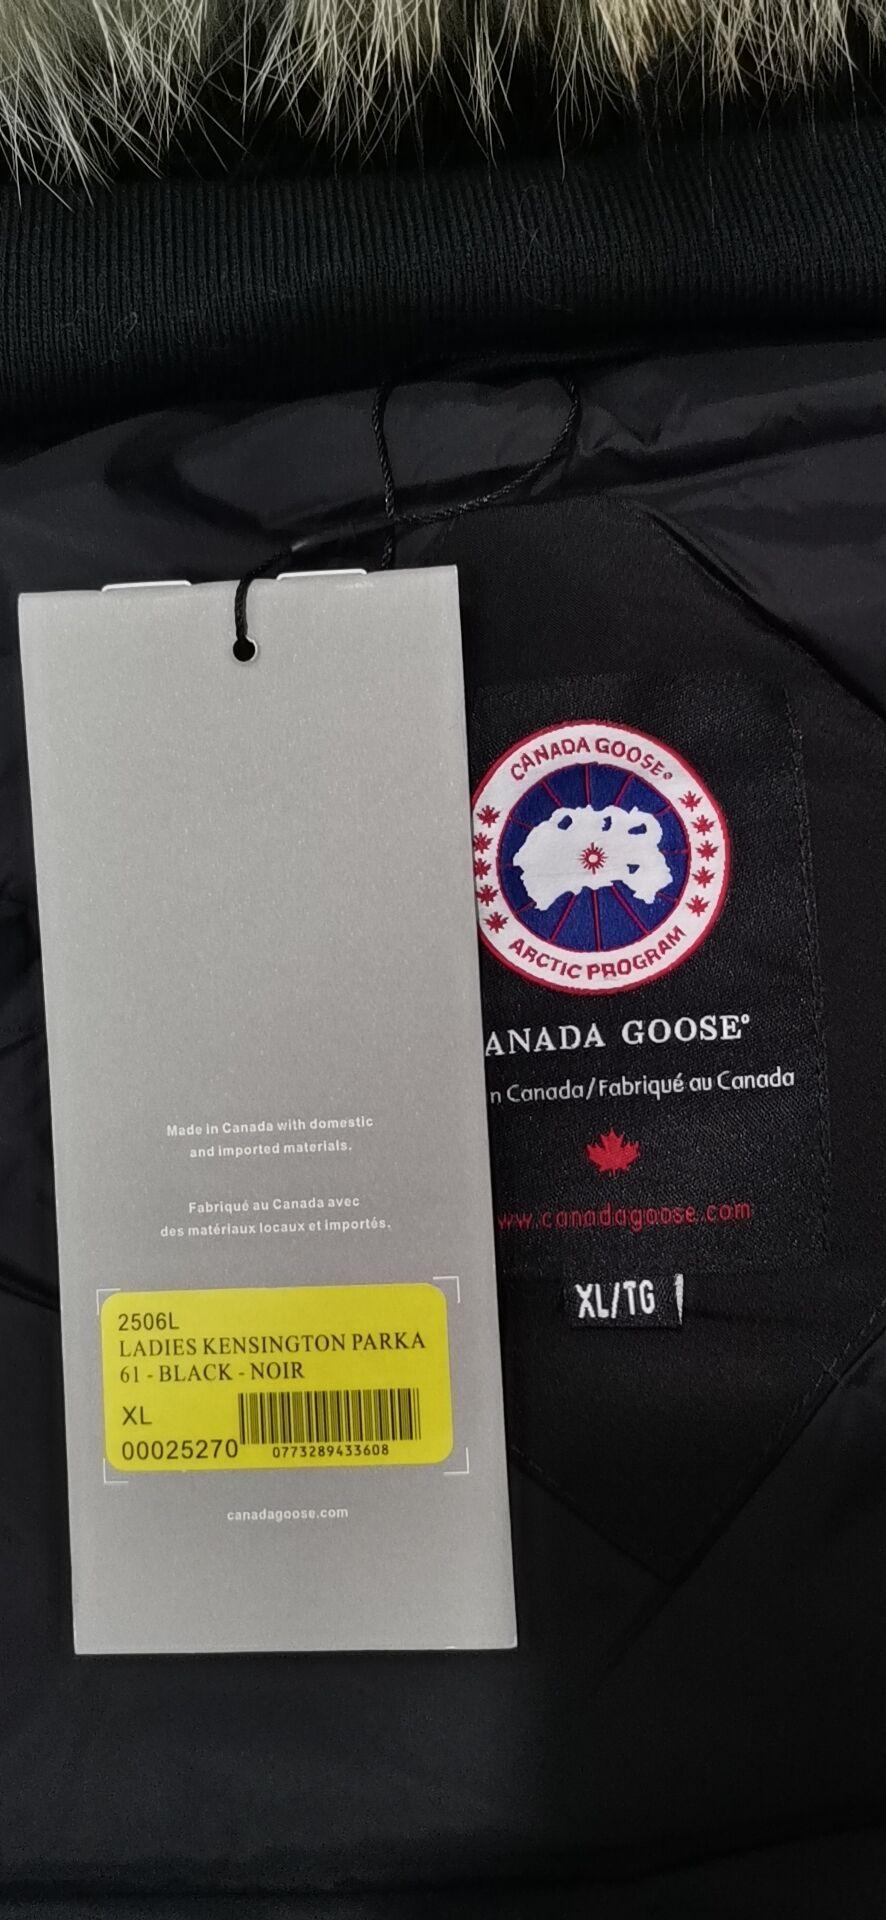 Made in Canada with domestic
and imported materials.
Fabriqué au Canada avec
des matériaux locaux et importés.
2506L
LADIES KENSINGTON PARKA
61 - BLACK - NOIR
XL
00025270
0773289433608
canadagoose.com
CANADA GOOSE®
ARCTIC PROGRAM
ANADA GOOSE®
n Canada/Fabriqué au Canada
ww.canadagoose.com
XL/TG